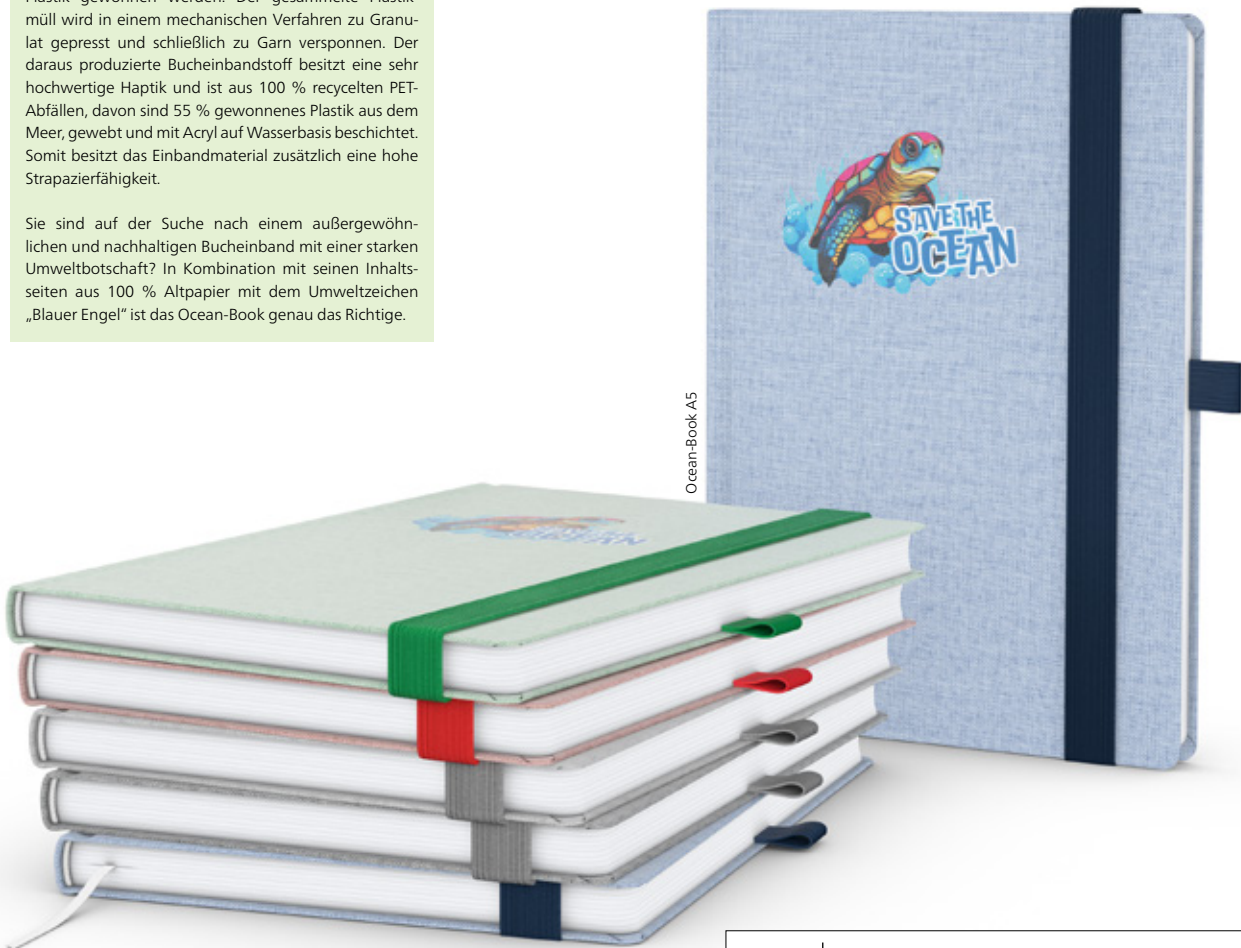 Plastik gewonnen werden. Der gesammelte Plastik-
müll wird in einem mechanischen Verfahren zu Granu-
lat gepresst und schließlich zu Garn versponnen. Der
daraus produzierte Bucheinbandstoff besitzt eine sehr
hochwertige Haptik und ist aus 100 % recycelten PET-
Abfällen, davon sind 55 % gewonnenes Plastik aus dem
Meer, gewebt und mit Acryl auf Wasserbasis beschichtet.
Somit besitzt das Einbandmaterial zusätzlich eine hohe
Strapazierfähigkeit.
Sie sind auf der Suche nach einem außergewöhn-
lichen und nachhaltigen Bucheinband mit einer starken
Umweltbotschaft? In Kombination mit seinen Inhalts-
seiten aus 100 % Altpapier mit dem Umweltzeichen
„Blauer Engel“ ist das Ocean-Book genau das Richtige.
Ocean-Book A5
SAVE THE
OCEAN
OCEAN